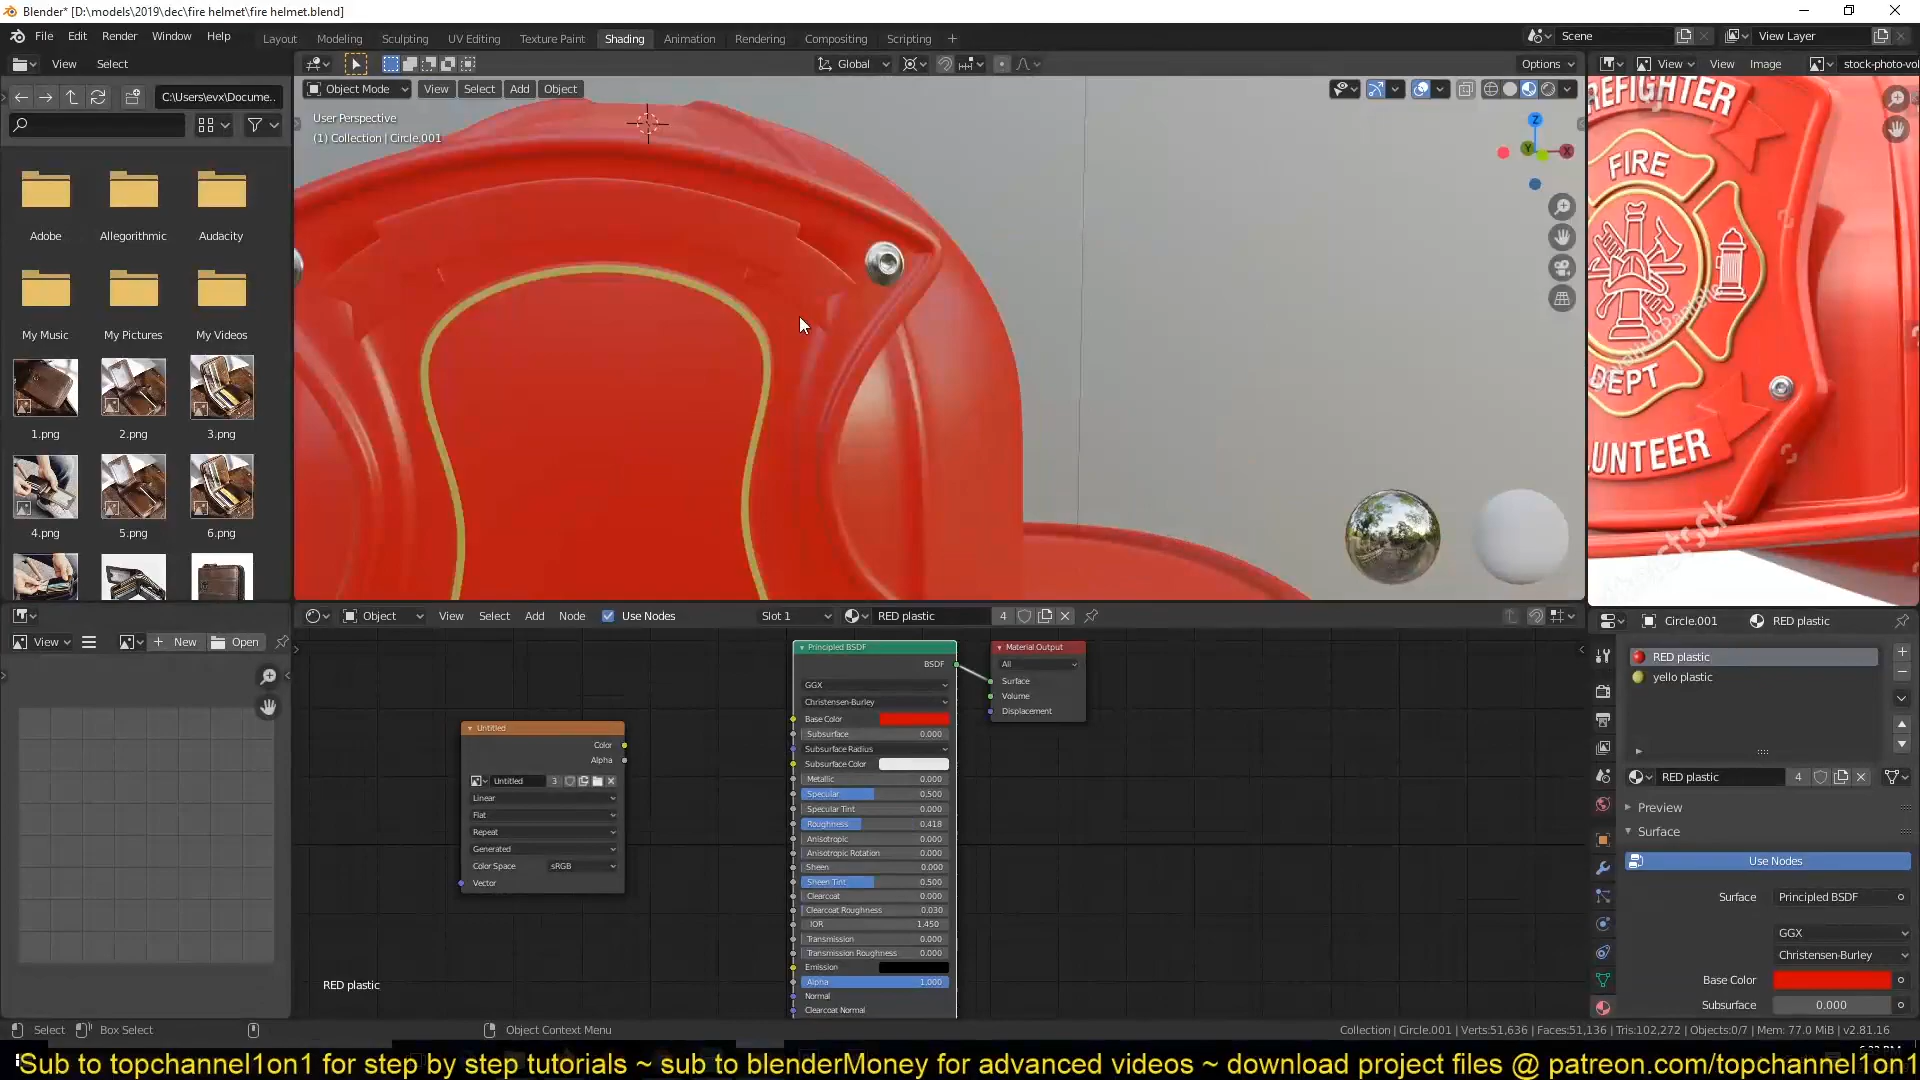 Blender* [D:\models\2019\dec\fire helmet\fire helmet.blend]
File Edit Render Window Help
Layout Modeling Sculpting UV Editing Texture Paint Shading Animation Rendering Compositing Scripting +
Scene
View Layer
View Select
Global
Options
View View Image
stock-photo-vol
C:\Users\evx\Docume..
Object Mode View Select Add Object
User Perspective
(1) Collection | Circle.001
Z
X
Y
Adobe Allegorithmic Audacity
My Music My Pictures My Videos
1.png 2.png 3.png
4.png 5.png 6.png
REFIGHTER
FIRE
DEPT
UNTEER
View New Open
Object View Select Add Node Use Nodes Slot 1 RED plastic 4
Untitled
Color
Alpha
Untitled 3
Linear
Flat
Repeat
Generated
Color Space sRGB
Vector
Principled BSDF
BSDF
GGX
Christensen-Burley
Base Color
Subsurface 0.000
Subsurface Radius
Subsurface Color
Metallic 0.000
Specular 0.500
Specular Tint 0.000
Roughness 0.418
Anisotropic 0.000
Anisotropic Rotation 0.000
Sheen 0.000
Sheen Tint 0.500
Clearcoat 0.000
Clearcoat Roughness 0.030
IOR 1.450
Transmission 0.000
Transmission Roughness 0.000
Emission
Alpha 1.000
Normal
Clearcoat Normal
Material Output
All
Surface
Volume
Displacement
RED plastic
Circle.001 RED plastic
RED plastic
yello plastic
RED plastic 4
Preview
Surface
Use Nodes
Surface Principled BSDF
GGX
Christensen-Burley
Base Color
Subsurface 0.000
Select Box Select Object Context Menu
Collection | Circle.001 | Verts:51,636 | Faces:51,136 | Tris:102,272 | Objects:0/7 | Mem: 77.0 MiB | v2.81.16
Sub to topchannel1on1 for step by step tutorials ~ sub to blenderMoney for advanced videos ~ download project files @ patreon.com/topchannel1on1